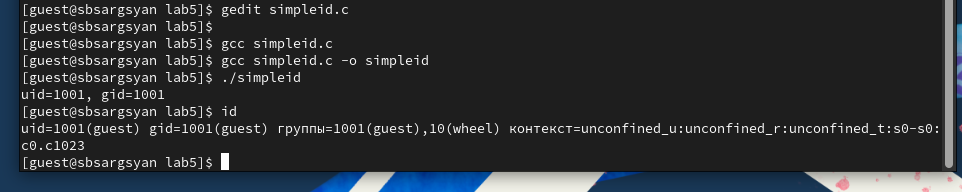 [guest@sbsargsyan lab5]$ gedit simpleid.c
[guest@sbsargsyan lab5]$
[guest@sbsargsyan lab5]$ gcc simpleid.c
[guest@sbsargsyan lab5]$ gcc simpleid.c -o simpleid
[guest@sbsargsyan lab5]$ ./simpleid
uid=1001, gid=1001
[guest@sbsargsyan lab5]$ id
uid=1001(guest) gid=1001(guest) группы=1001(guest),10(wheel) контекст=unconfined_u:unconfined_r:unconfined_t:s0-s0:
c0.c1023
[guest@sbsargsyan lab5]$